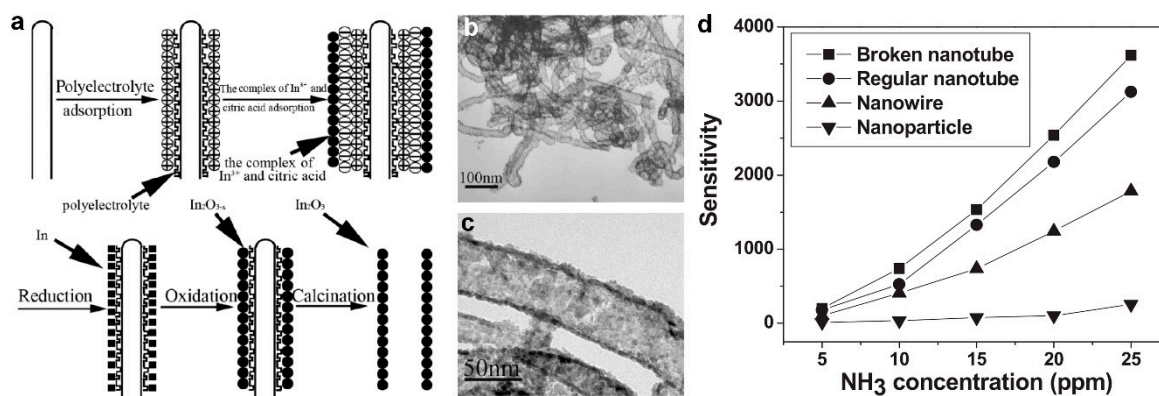 a
Polyelectrolyte
adsorption
The complex of In³⁺ and
citric acid adsorption
the complex of
In³⁺ and citric acid
polyelectrolyte
In
In₂O₃₋ₓ
In₂O₃
Reduction
Oxidation
Calcination
b
100nm
c
50nm
d
Broken nanotube
Regular nanotube
Nanowire
Nanoparticle
Sensitivity
4000
3000
2000
1000
0
5
10
15
20
25
NH3 concentration (ppm)